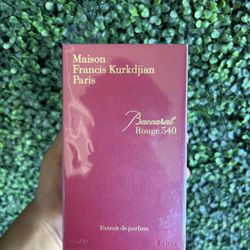 Maison
Francis Kurkdjian
Paris
Baccarat
Rouge 540
Extrait de parfum